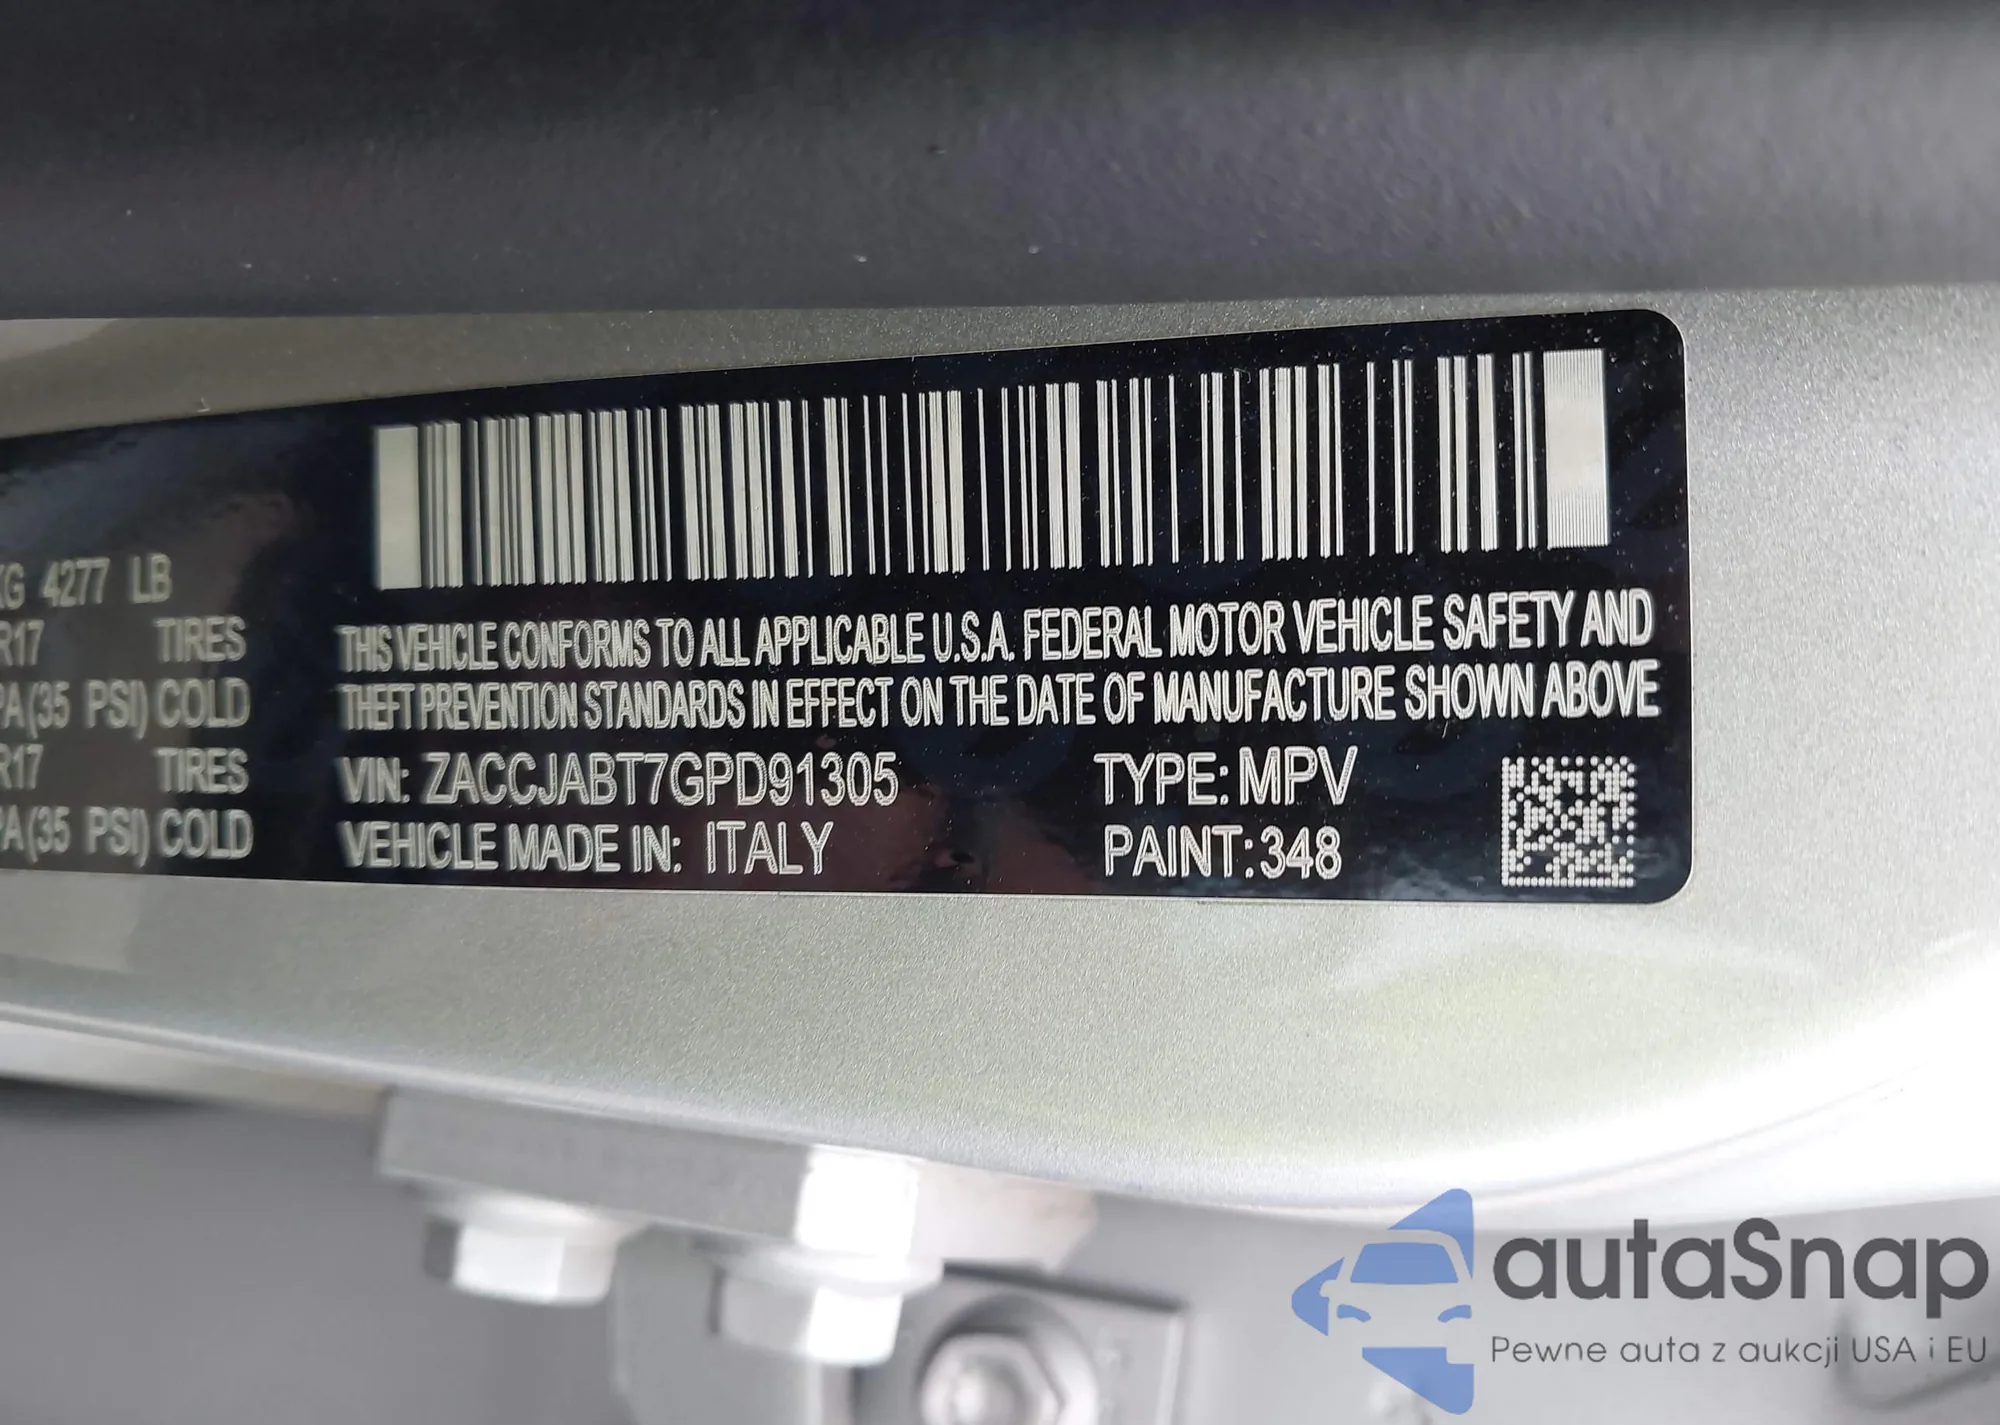 KG 4277 LB
R17 TIRES
PA(35 PSI) COLD
R17 TIRES
PA(35 PSI) COLD
THIS VEHICLE CONFORMS TO ALL APPLICABLE U.S.A. FEDERAL MOTOR VEHICLE SAFETY AND
THEFT PREVENTION STANDARDS IN EFFECT ON THE DATE OF MANUFACTURE SHOWN ABOVE
VIN: ZACCJABT7GPD91305 TYPE: MPV
VEHICLE MADE IN: ITALY PAINT:348
autaSnap
Pewne auta z aukcji USA i EU